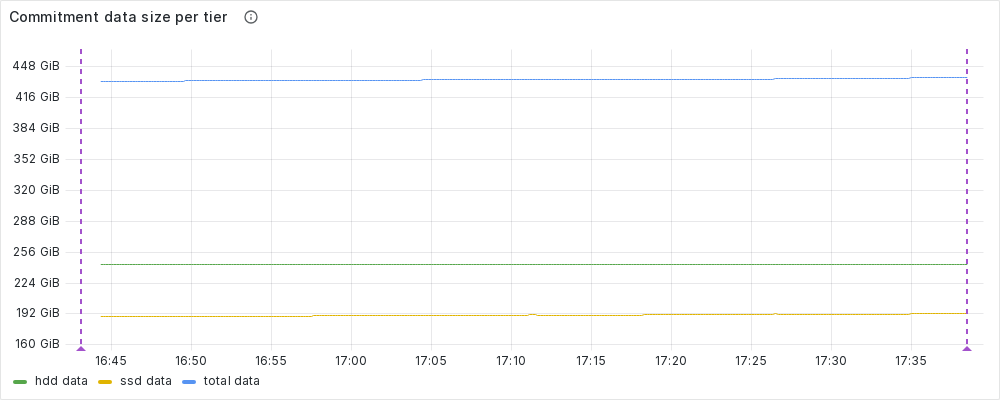 Commitment data size per tier
448 GiB
416 GiB
384 GiB
352 GiB
320 GiB
288 GiB
256 GiB
224 GiB
192 GiB
160 GiB
16:45 16:50 16:55 17:00 17:05 17:10 17:15 17:20 17:25 17:30 17:35
hdd data ssd data total data